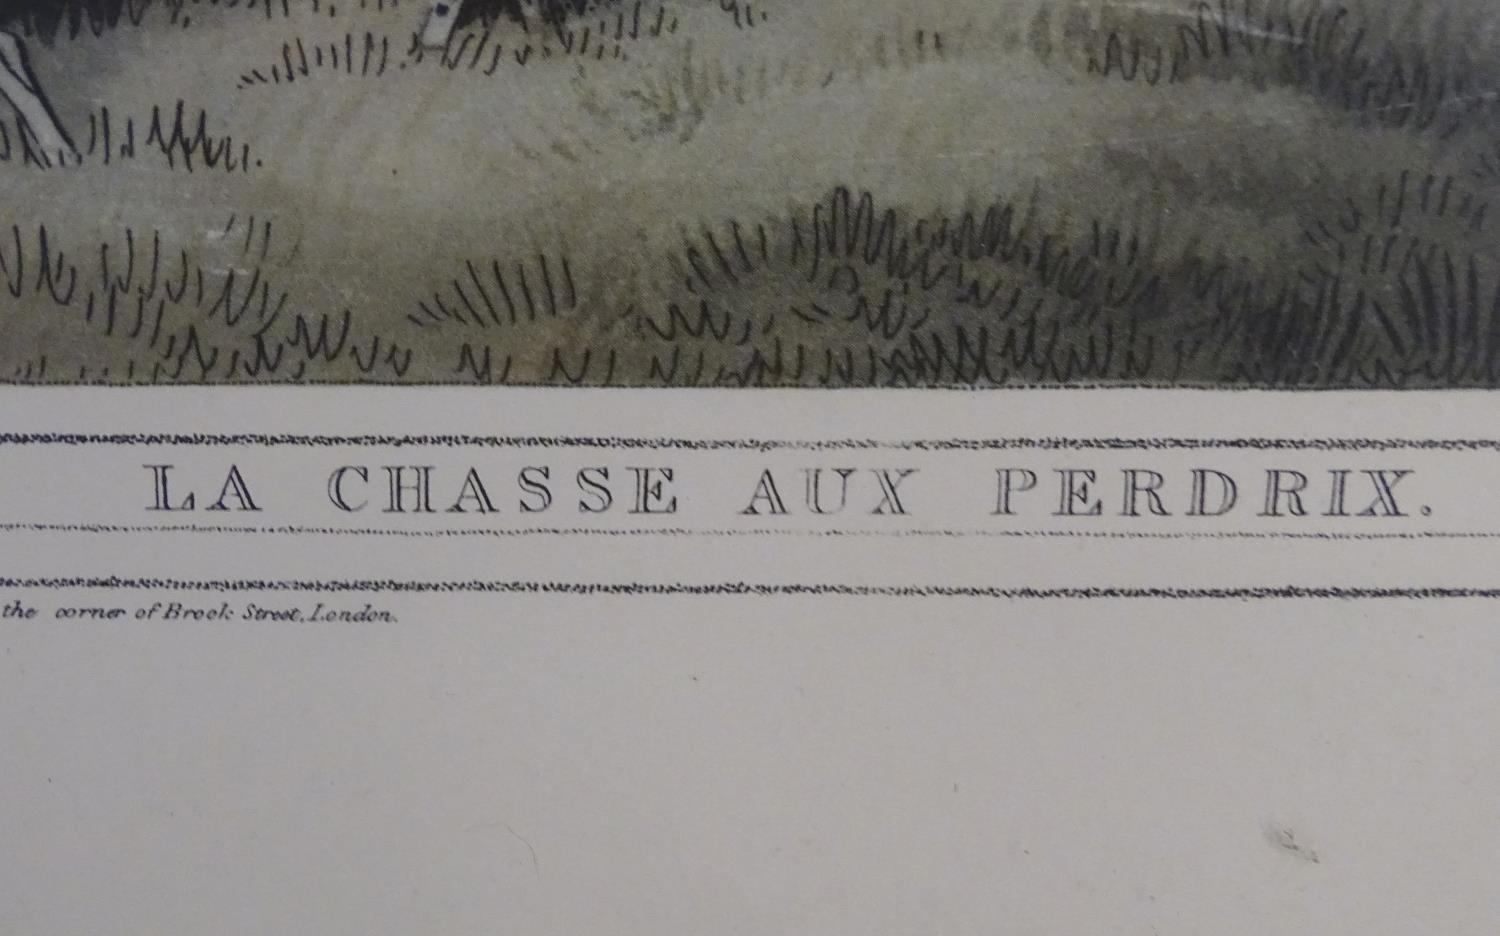 LA CHASSE AUX PERDRIX.
the corner of Brook Street, London.